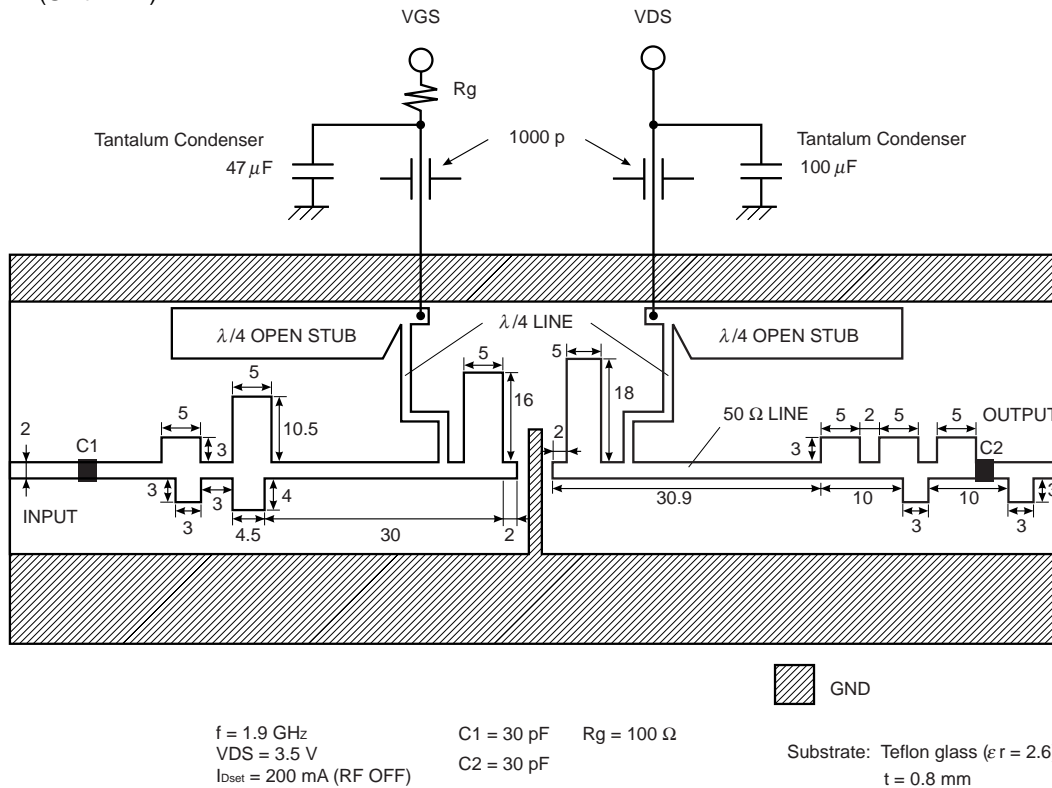 VGS
VDS
Rg
Tantalum Condenser
47 μF
1000 p
Tantalum Condenser
100 μF
λ/4 OPEN STUB
λ/4 LINE
λ/4 OPEN STUB
5
5
16
18
5
10.5
5
3
2
C1
2
50 Ω LINE
5
2
5
5
OUTPUT
3
C2
3
3
4
INPUT
3
4.5
30
2
30.9
10
10
3
3
3
GND
f = 1.9 GHz
VDS = 3.5 V
IDset = 200 mA (RF OFF)
C1 = 30 pF
C2 = 30 pF
Rg = 100 Ω
Substrate: Teflon glass (εr = 2.6
t = 0.8 mm